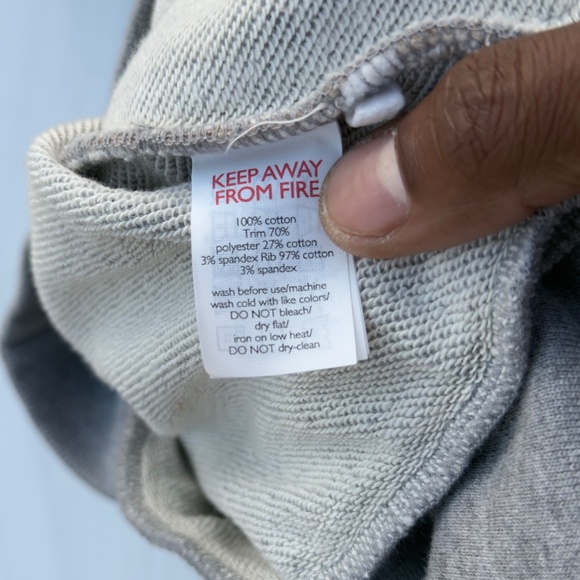 KEEP AWAY
FROM FIRE
100% cotton
Trim 70%
polyester 27% cotton
3% spandex Rib 97% cotton
3% spandex
wash before use/machine
wash cold with like colors/
DO NOT bleach/
dry flat/
iron on low heat/
DO NOT dry-clean